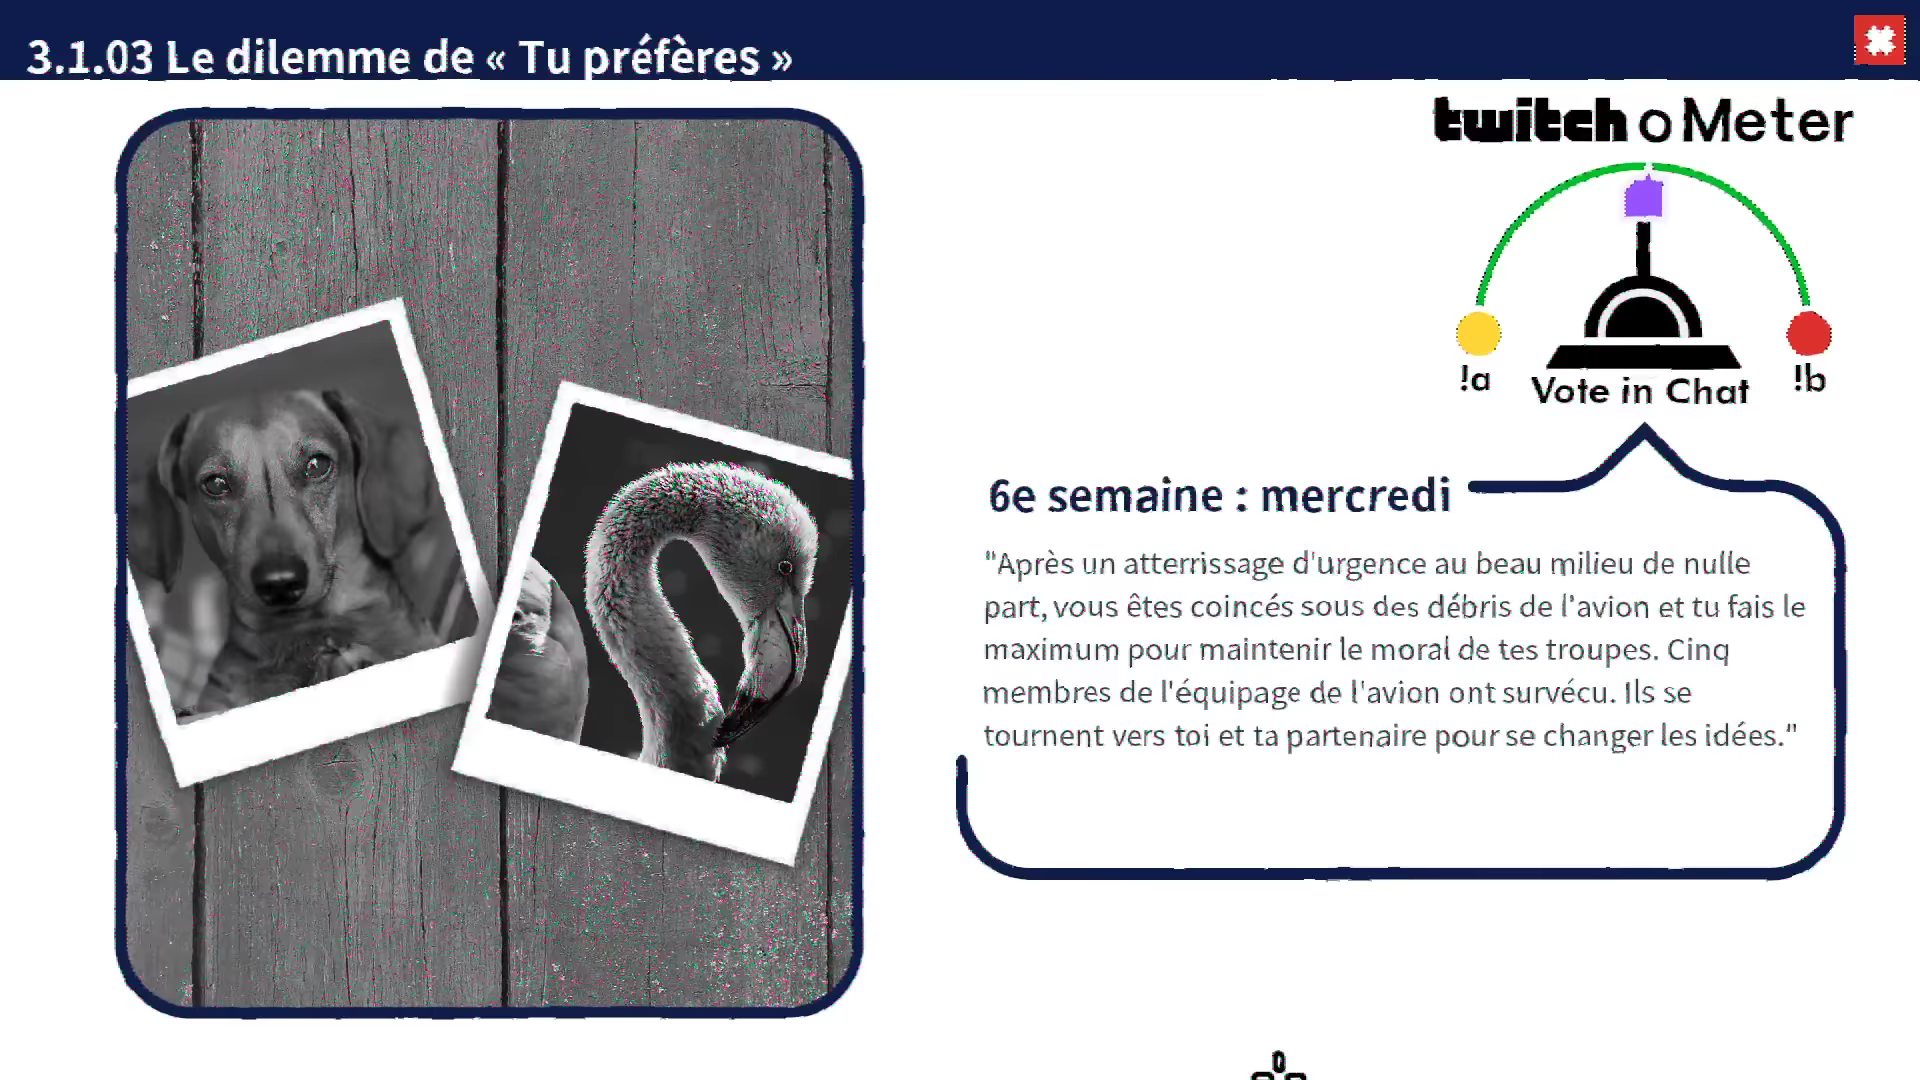 3.1.03 Le dilemme de « Tu préfères »
twitch o Meter
!a
Vote in Chat
!b
6e semaine : mercredi
"Après un atterrissage d'urgence au beau milieu de nulle
part, vous êtes coincés sous des débris de l'avion et tu fais le
maximum pour maintenir le moral de tes troupes. Cinq
membres de l'équipage de l'avion ont survécu. Ils se
tournent vers toi et ta partenaire pour se changer les idées."